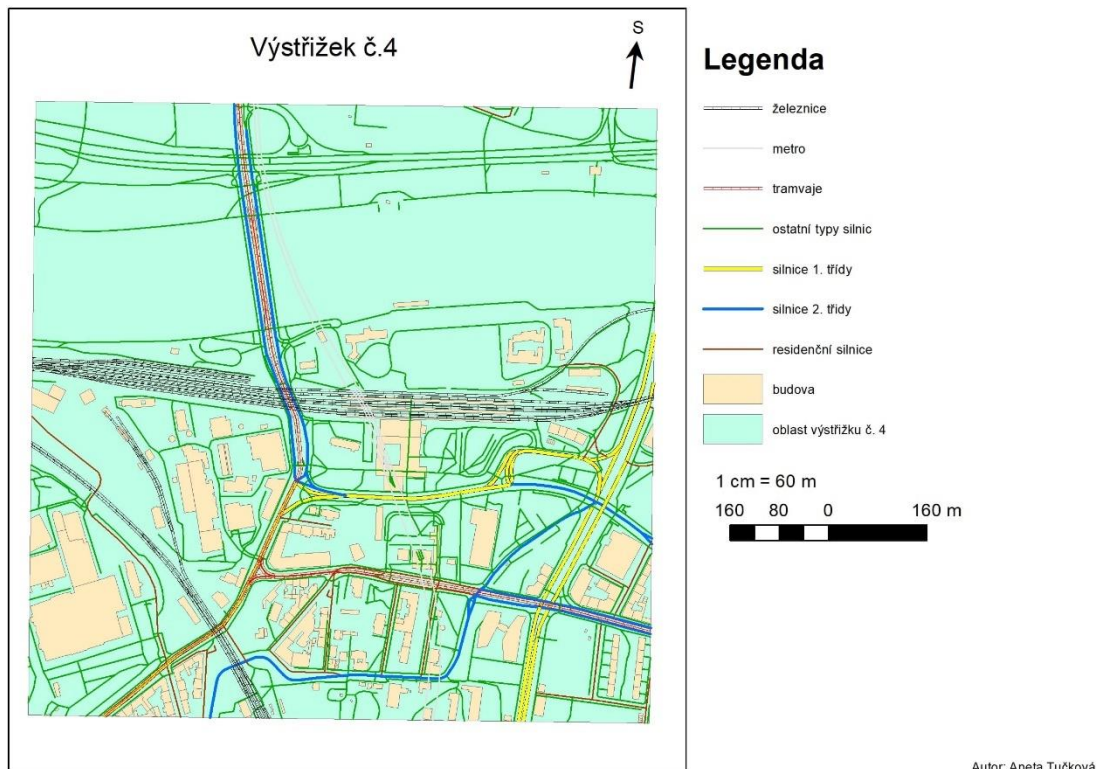 Výstřižek č.4
S
Legenda
železnice
metro
tramvaje
ostatní typy silnic
silnice 1. třídy
silnice 2. třídy
residenční silnice
budova
oblast výstřižku č. 4
1 cm = 60 m
160 80 0 160 m
Autor: Aneta Tučková